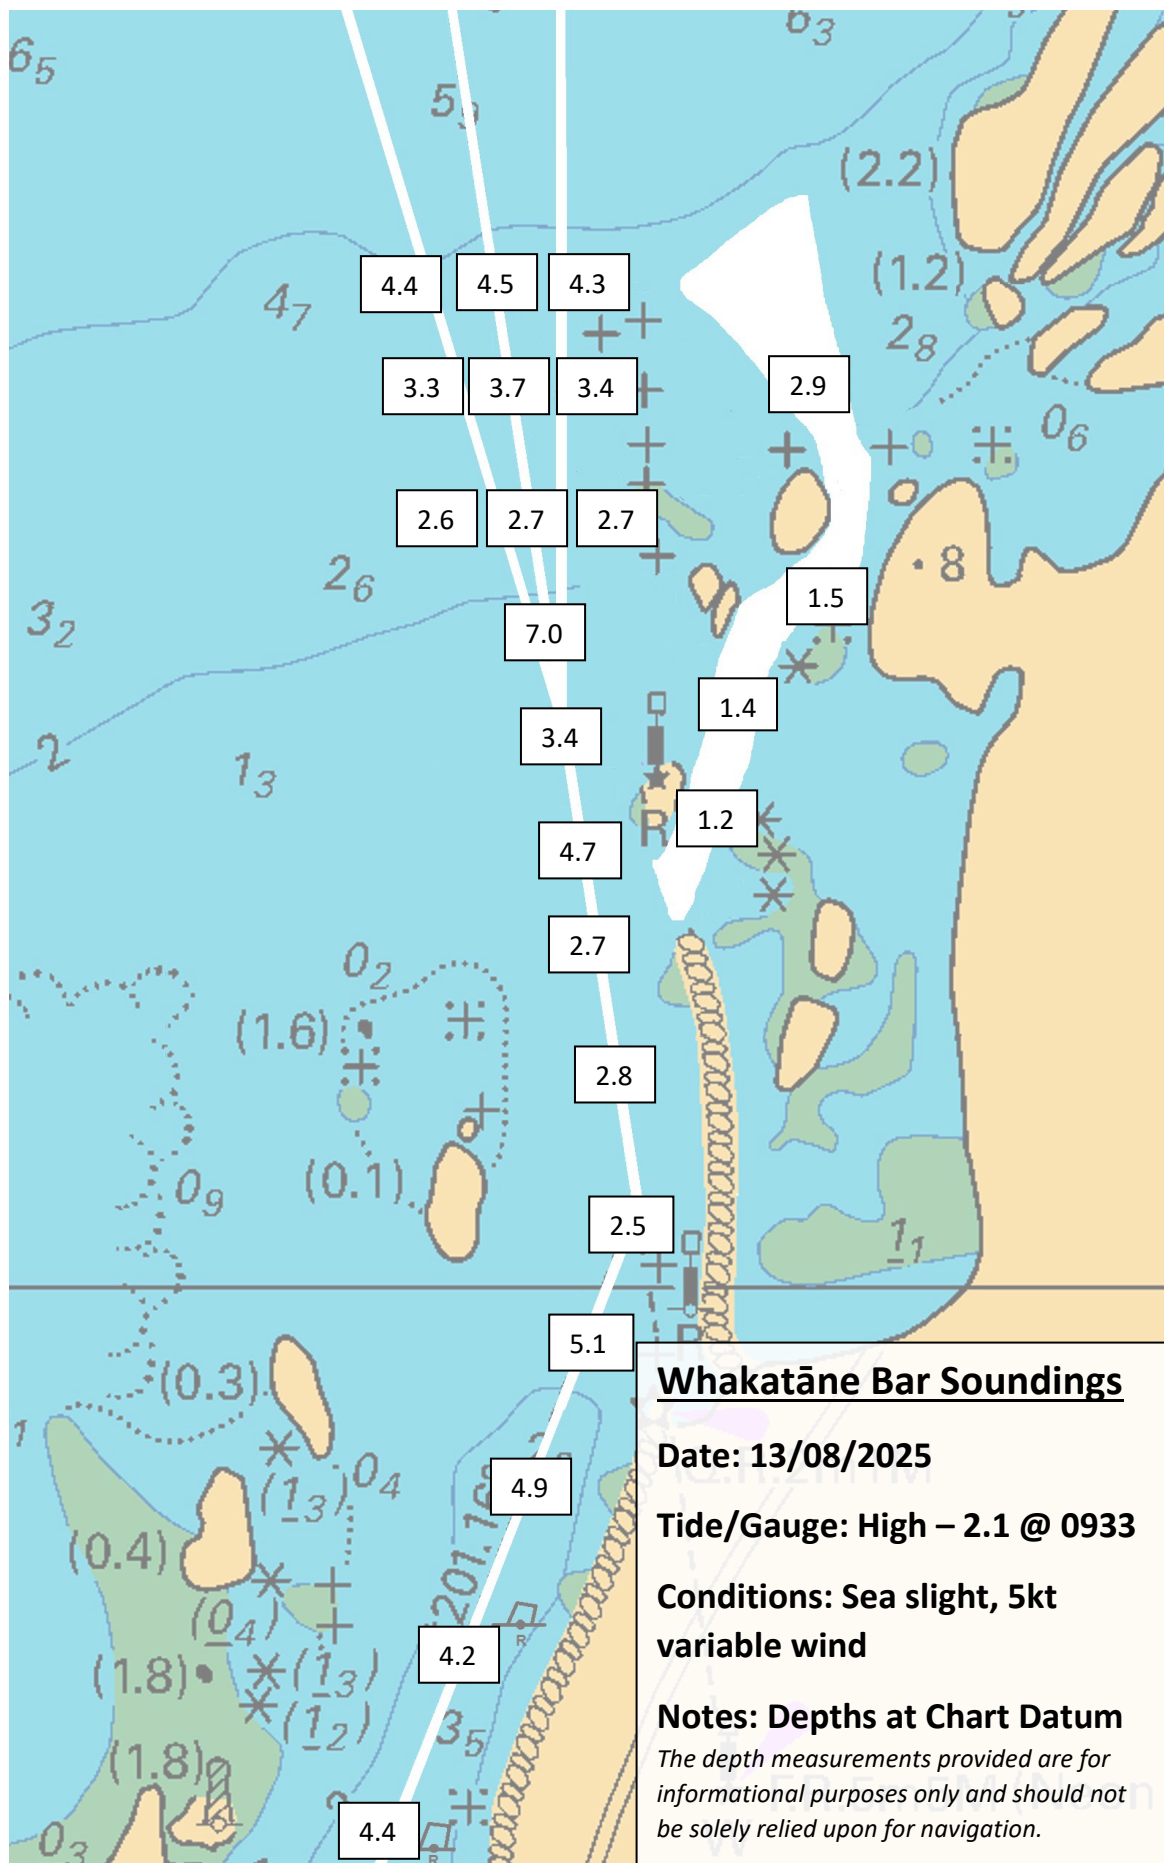 6₅
5₉
6₃
(2.2)
(1.2)
4.4 4.5 4.3
4₇
2₈
3.3 3.7 3.4 2.9
0₆
2.6 2.7 2.7
8
2₆
1.5
3₂
7.0
1.4
3.4
2
1₃
1.2
R
4.7
2.7
0₂
(1.6)
2.8
(0.1)
0₉
2.5
1₁
5.1
R
(0.3)
1
0₄
(1₃)
4.9
(0.4)
(0₄)
4.2
R
(1.8)
(1₃)
(1₂)
3₅
(1.8)
2
4.4
R
0₃
1
Whakatāne Bar Soundings
Date: 13/08/2025
Tide/Gauge: High – 2.1 @ 0933
Conditions: Sea slight, 5kt
variable wind
Notes: Depths at Chart Datum
The depth measurements provided are for
informational purposes only and should not
be solely relied upon for navigation.